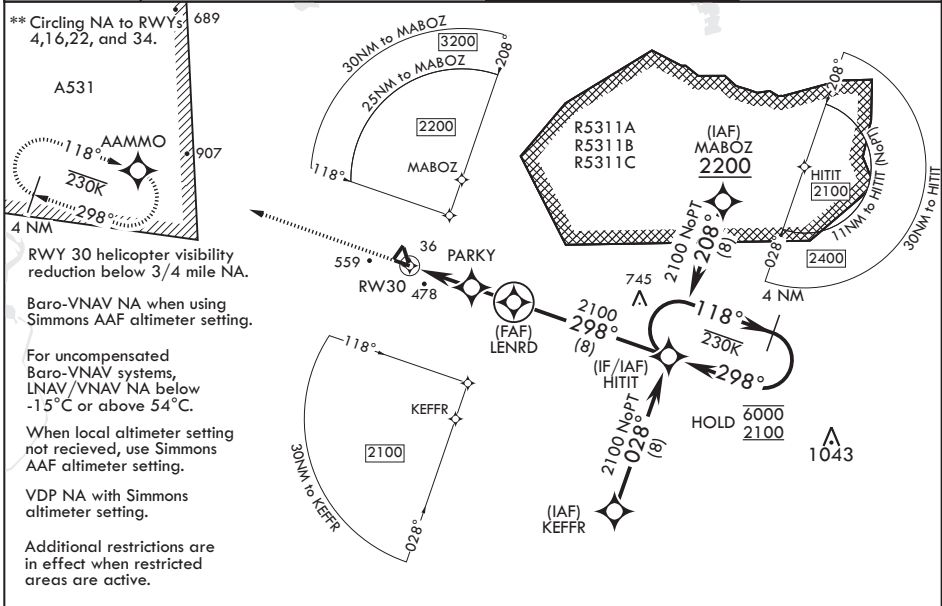 ** Circling NA to RWYs
4,16,22, and 34.
689
A531
AAMMO
118°
230K
298°
4 NM
907
RWY 30 helicopter visibility
reduction below 3/4 mile NA.
Baro-VNAV NA when using
Simmons AAF altimeter setting.
For uncompensated
Baro-VNAV systems,
LNAV/VNAV NA below
-15°C or above 54°C.
When local altimeter setting
not recieved, use Simmons
AAF altimeter setting.
VDP NA with Simmons
altimeter setting.
Additional restrictions are
in effect when restricted
areas are active.
30NM to MABOZ
3200
208°
25NM to MABOZ
2200
118°
MABOZ
R5311A
R5311B
R5311C
(IAF)
MABOZ
2200
208°
HITIT
2100
11NM to HITIT (NoPT)
30NM to HITIT
028°
2400
2100 NoPT
208°
(8)
559
36
RW30
478
PARKY
(FAF)
LENRD
2100
298°
(8)
745
(IF/IAF)
HITIT
118°
230K
298°
4 NM
HOLD
6000
2100
1043
2100 NoPT
028°
(8)
(IAF)
KEFFR
118°
KEFFR
2100
30NM to KEFFR
028°